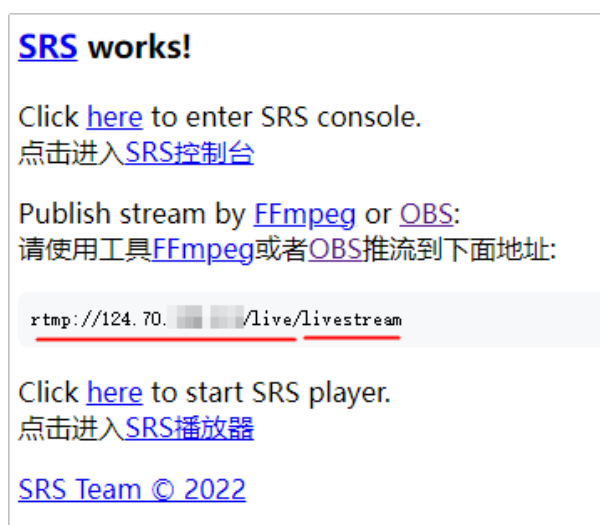 SRS works!
Click here to enter SRS console.
点击进入SRS控制台
Publish stream by FFmpeg or OBS:
请使用工具FFmpeg或者OBS推流到下面地址:
rtmp://124.70. /live/livestream
Click here to start SRS player.
点击进入SRS播放器
SRS Team © 2022